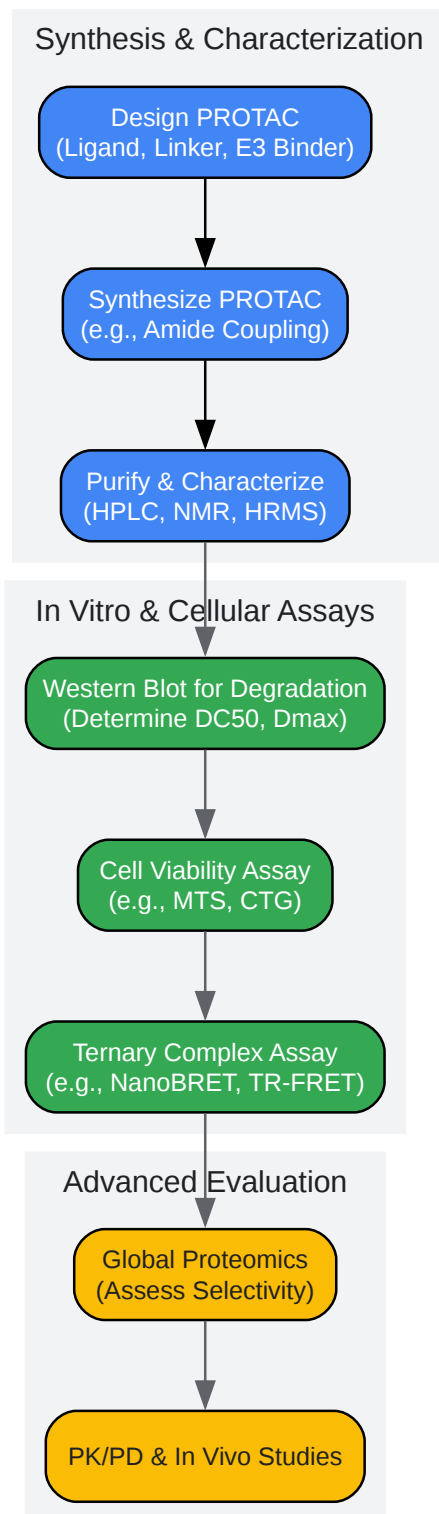 Synthesis & Characterization
Design PROTAC
(Ligand, Linker, E3 Binder)
Synthesize PROTAC
(e.g., Amide Coupling)
Purify & Characterize
(HPLC, NMR, HRMS)
In Vitro & Cellular Assays
Western Blot for Degradation
(Determine DC50, Dmax)
Cell Viability Assay
(e.g., MTS, CTG)
Ternary Complex Assay
(e.g., NanoBRET, TR-FRET)
Advanced Evaluation
Global Proteomics
(Assess Selectivity)
PK/PD & In Vivo Studies